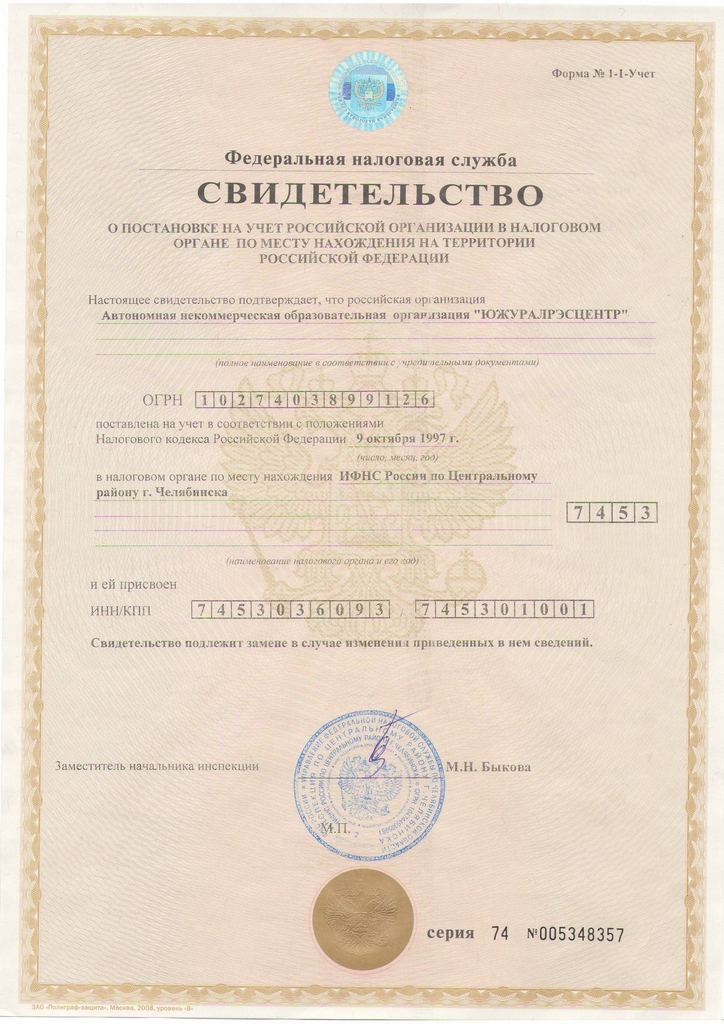 Форма № 1-1-Учет
Федеральная налоговая служба
СВИДЕТЕЛЬСТВО
О ПОСТАНОВКЕ НА УЧЕТ РОССИЙСКОЙ ОРГАНИЗАЦИИ В НАЛОГОВОМ
ОРГАНЕ ПО МЕСТУ НАХОЖДЕНИЯ НА ТЕРРИТОРИИ
РОССИЙСКОЙ ФЕДЕРАЦИИ
Настоящее свидетельство подтверждает, что российская организация
Автономная некоммерческая образовательная организация "ЮЖУРАЛРЭСЦЕНТР"
(полное наименование в соответствии с учредительными документами)
ОГРН 1027403899126
поставлена на учет в соответствии с положениями
Налогового кодекса Российской Федерации 9 октября 1997 г.
(число, месяц, год)
в налоговом органе по месту нахождения ИФНС России по Центральному
району г. Челябинска
7453
(наименование налогового органа и его код)
и ей присвоен
ИНН/КПП 7453036093 / 745301001
Свидетельство подлежит замене в случае изменения приведенных в нем сведений.
Заместитель начальника инспекции М.Н. Быкова
М.П.
серия 74 №005348357
ЗАО «Полиграф-защита», Москва, 2008, уровень «В»